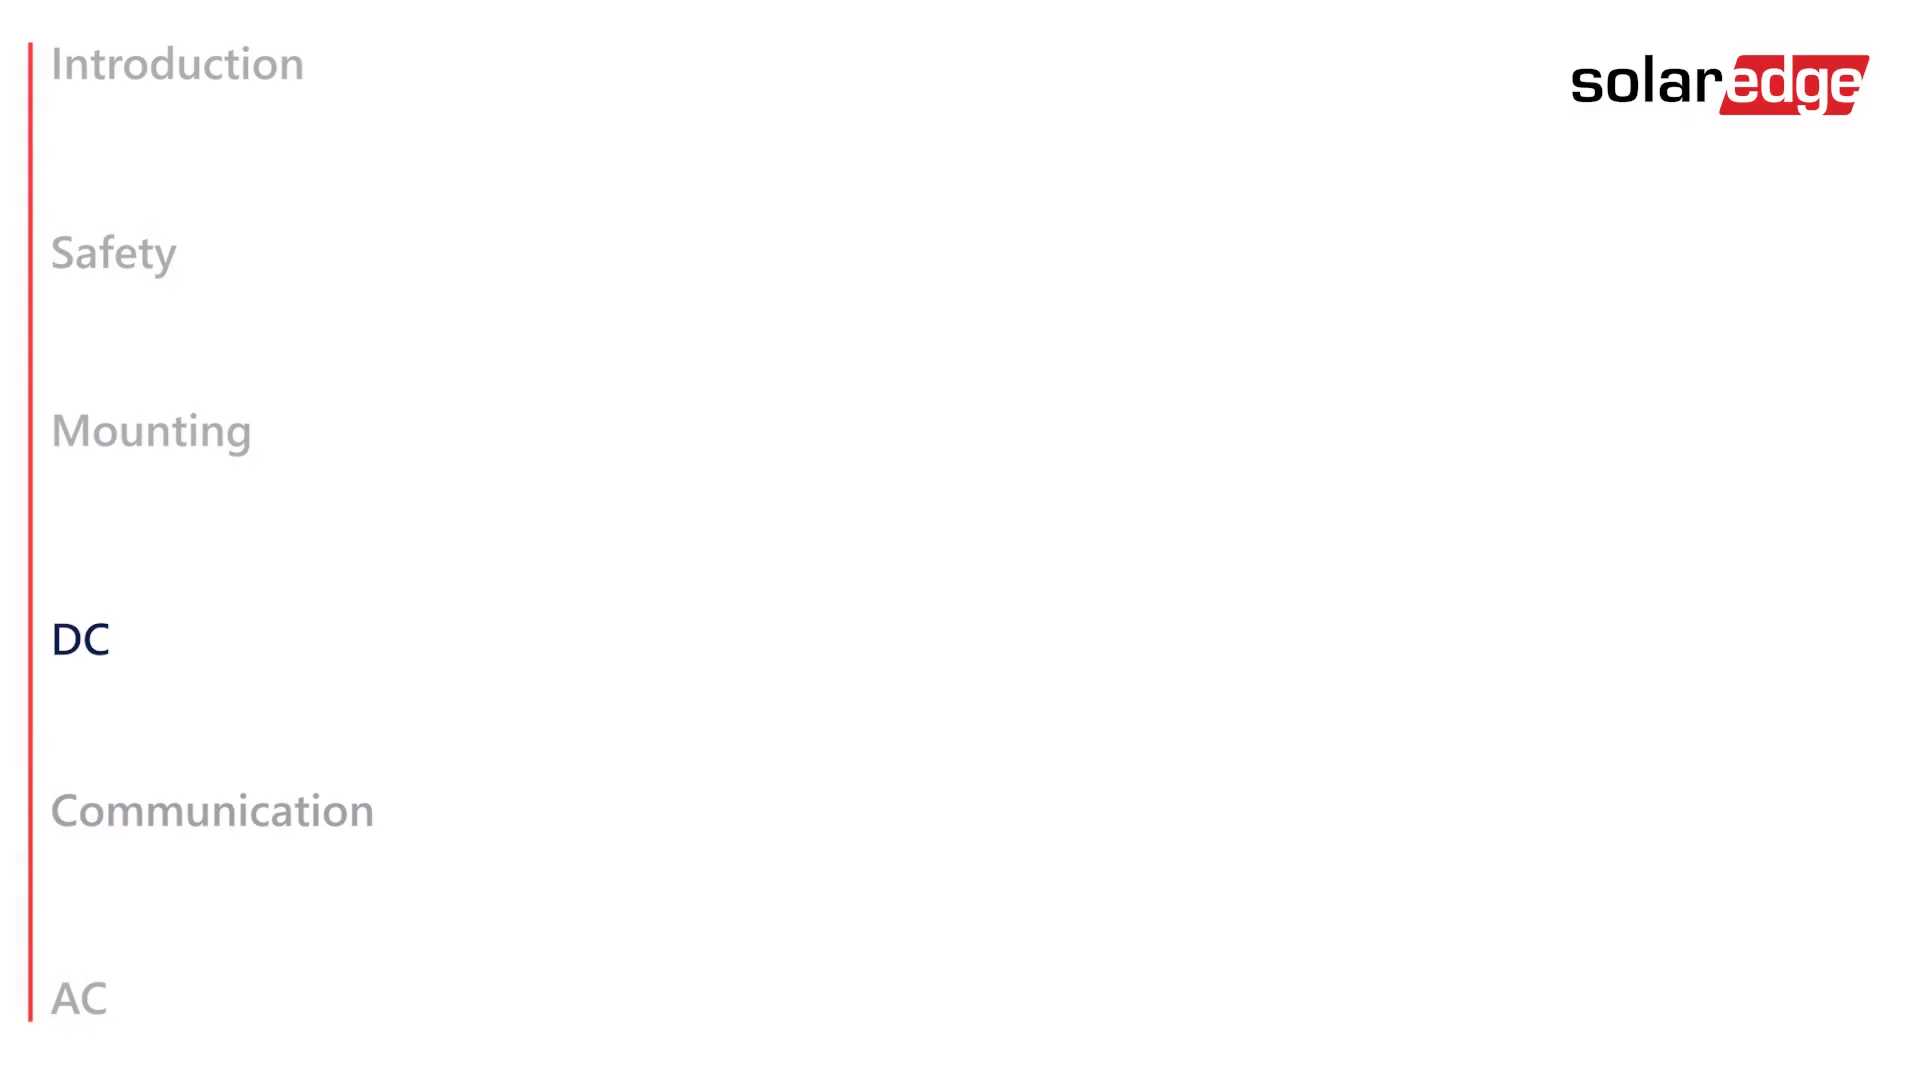 Introduction
solaredge
Safety
Mounting
DC
Communication
AC